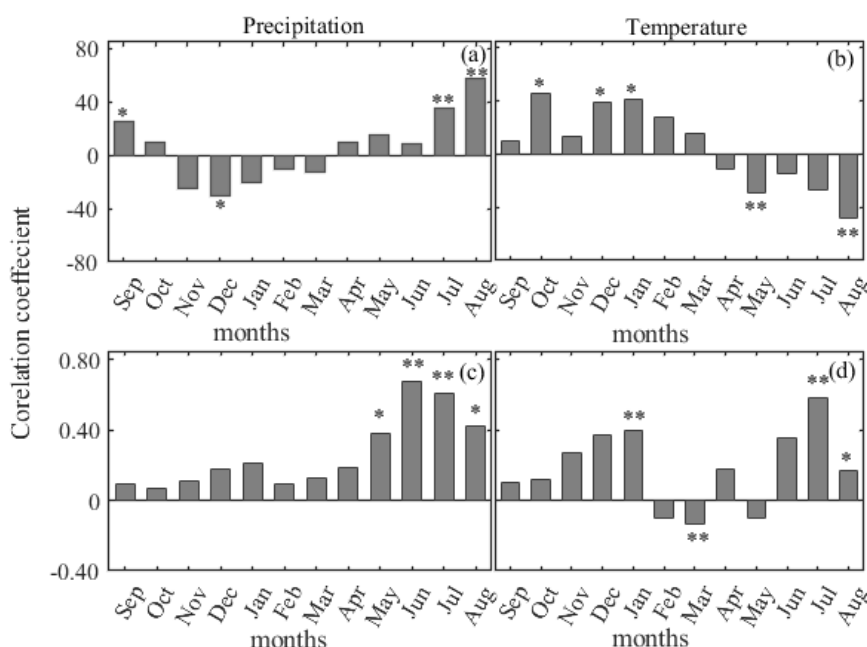 Precipitation Temperature
80 (a) (b)
** 
* ** * * *
40
0
-40
* ** **
-80
Sep Oct Nov Dec Jan Feb Mar Apr May Jun Jul Aug Sep Oct Nov Dec Jan Feb Mar Apr May Jun Jul Aug
months months
Corelation coeffecient
0.80 (c) (d)
** ** **
* * ** *
0.40
0
**
-0.40
Sep Oct Nov Dec Jan Feb Mar Apr May Jun Jul Aug Sep Oct Nov Dec Jan Feb Mar Apr May Jun Jul Aug
months months